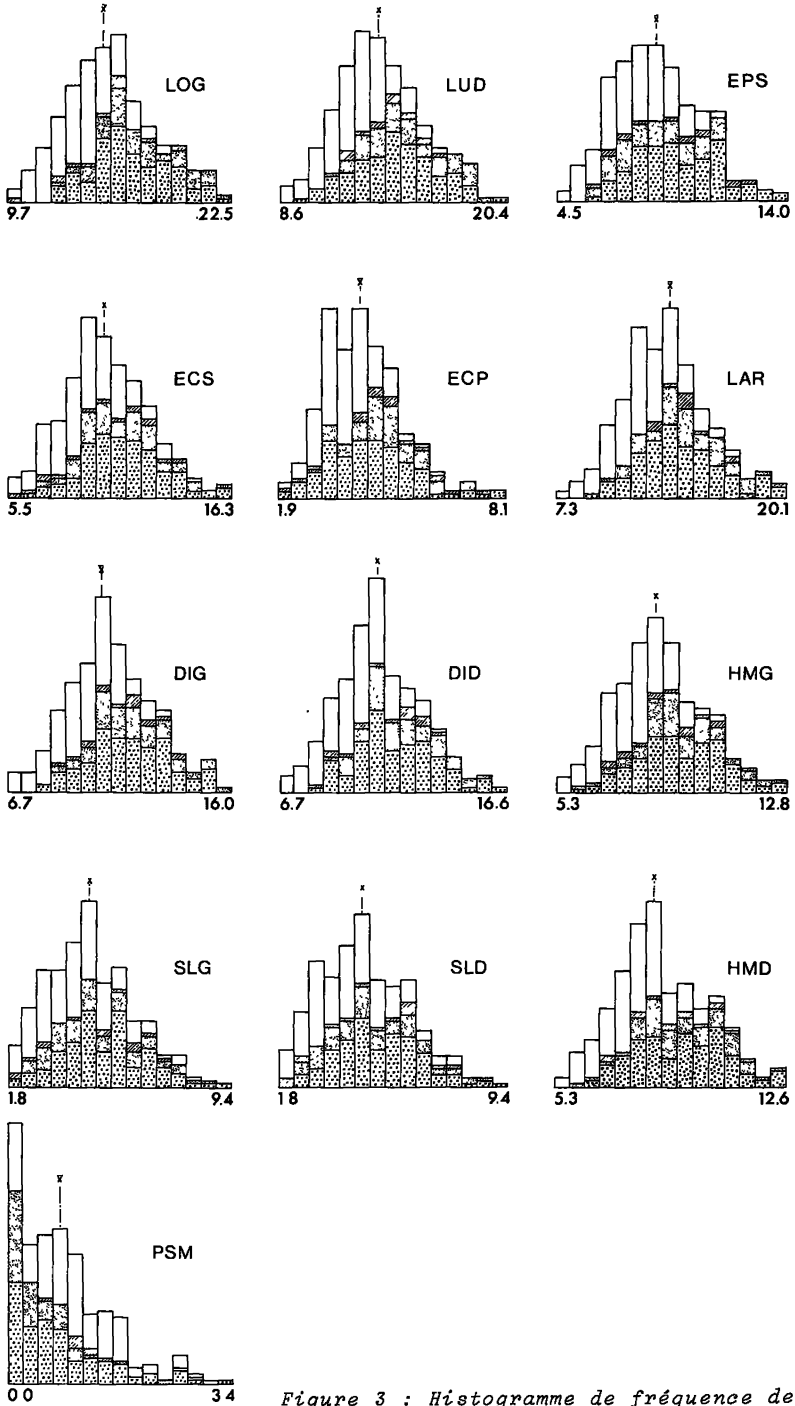 LOG LUD EPS
9.7 22.5 8.6 20.4 4.5 14.0
ECS ECP LAR
5.5 16.3 1.9 8.1 7.3 20.1
DIG DID HMG
6.7 16.0 6.7 16.6 5.3 12.8
SLG SLD HMD
1.8 9.4 1 8 9.4 5.3 12.6
PSM
0 0 3 4
Figure 3 : Histogramme de fréquence de